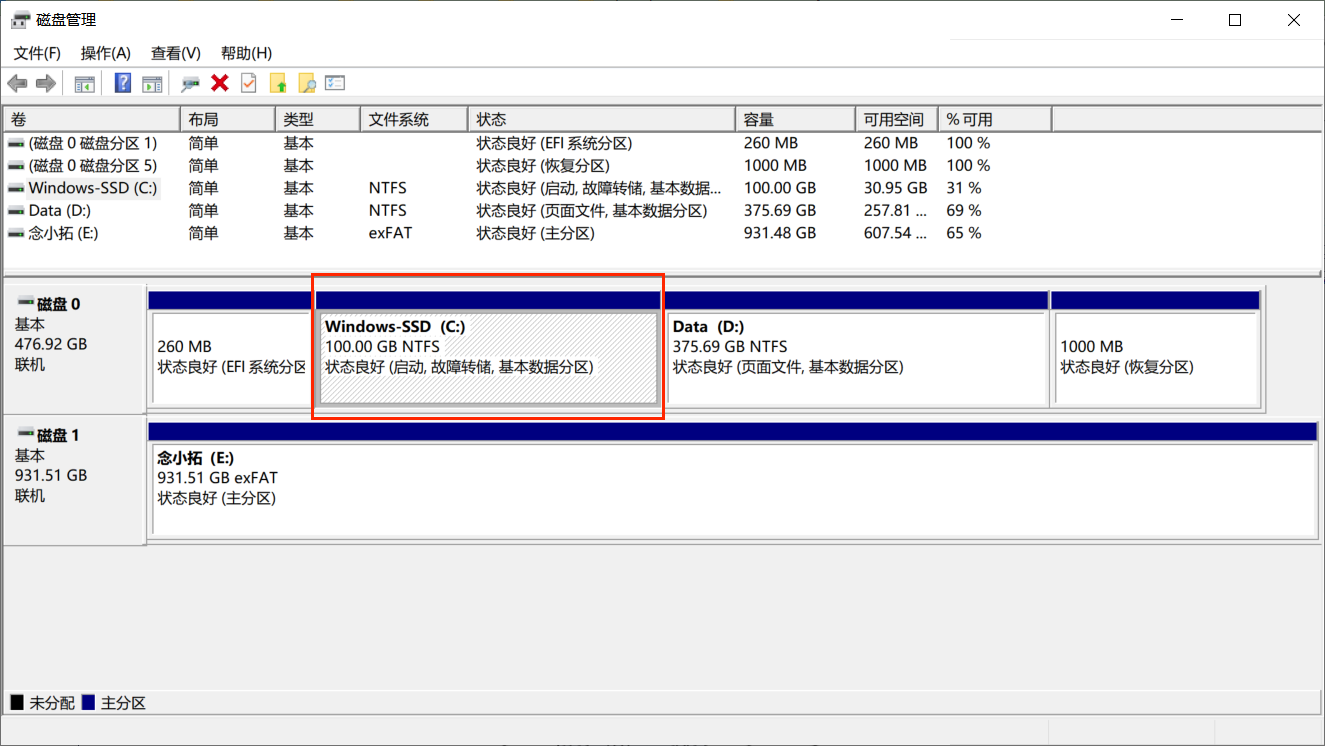 磁盘管理
文件(F) 操作(A) 查看(V) 帮助(H)
卷 布局 类型 文件系统 状态 容量 可用空间 % 可用
(磁盘 0 磁盘分区 1) 简单 基本 状态良好 (EFI 系统分区) 260 MB 260 MB 100 %
(磁盘 0 磁盘分区 5) 简单 基本 状态良好 (恢复分区) 1000 MB 1000 MB 100 %
Windows-SSD (C:) 简单 基本 NTFS 状态良好 (启动, 故障转储, 基本数据... 100.00 GB 30.95 GB 31 %
Data (D:) 简单 基本 NTFS 状态良好 (页面文件, 基本数据分区) 375.69 GB 257.81 ... 69 %
念小拓 (E:) 简单 基本 exFAT 状态良好 (主分区) 931.48 GB 607.54 ... 65 %
磁盘 0
基本
476.92 GB
联机
260 MB
状态良好 (EFI 系统分区
Windows-SSD (C:)
100.00 GB NTFS
状态良好 (启动, 故障转储, 基本数据分区)
Data (D:)
375.69 GB NTFS
状态良好 (页面文件, 基本数据分区)
1000 MB
状态良好 (恢复分区)
磁盘 1
基本
931.51 GB
联机
念小拓 (E:)
931.51 GB exFAT
状态良好 (主分区)
未分配 主分区